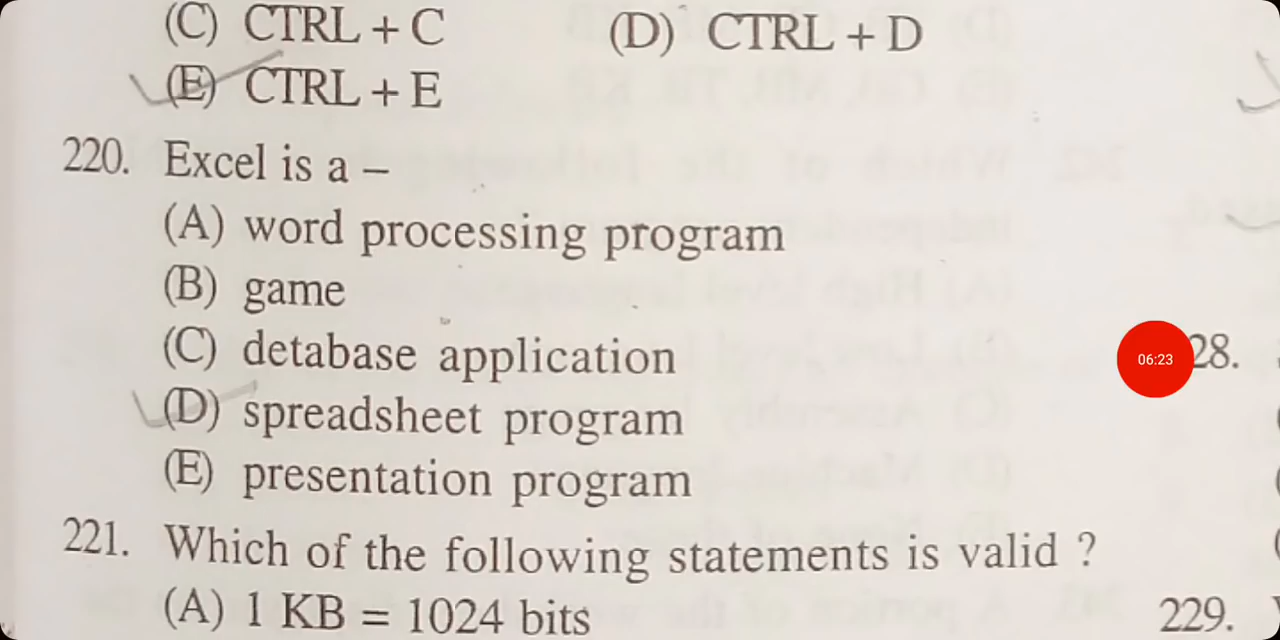 (C) CTRL + C (D) CTRL + D
(E) CTRL + E
220. Excel is a –
(A) word processing program
(B) game
(C) detabase application
(D) spreadsheet program
(E) presentation program
221. Which of the following statements is valid ?
(A) 1 KB = 1024 bits
06:23
28.
229.